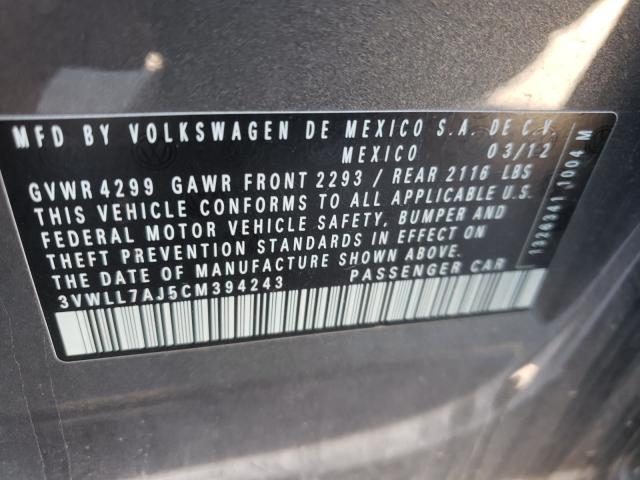 MFD BY VOLKSWAGEN DE MEXICO S.A. DE C.V.
MEXICO 03/12
GVWR 4299 GAWR FRONT 2293 / REAR 2116 LBS
THIS VEHICLE CONFORMS TO ALL APPLICABLE U.S.
FEDERAL MOTOR VEHICLE SAFETY, BUMPER AND
THEFT PREVENTION STANDARDS IN EFFECT ON
THE DATE OF MANUFACTURE SHOWN ABOVE.
3VWLL7AJ5CM394243 PASSENGER CAR
1326341 J004 M